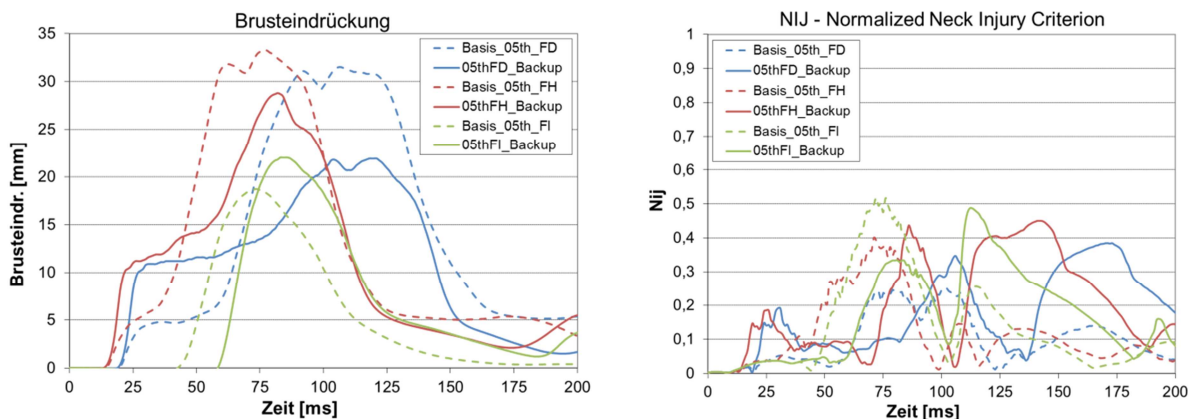 Brusteindrückung
35
30
25
20
15
10
5
0
Brusteindr. [mm]
Basis_05th_FD
05thFD_Backup
Basis_05th_FH
05thFH_Backup
Basis_05th_FI
05thFI_Backup
0 25 50 75 100 125 150 175 200
Zeit [ms]
NIJ - Normalized Neck Injury Criterion
1
0,9
0,8
0,7
0,6
0,5
0,4
0,3
0,2
0,1
0
Nij
Basis_05th_FD
05thFD_Backup
Basis_05th_FH
05thFH_Backup
Basis_05th_FI
05thFI_Backup
0 25 50 75 100 125 150 175 200
Zeit [ms]